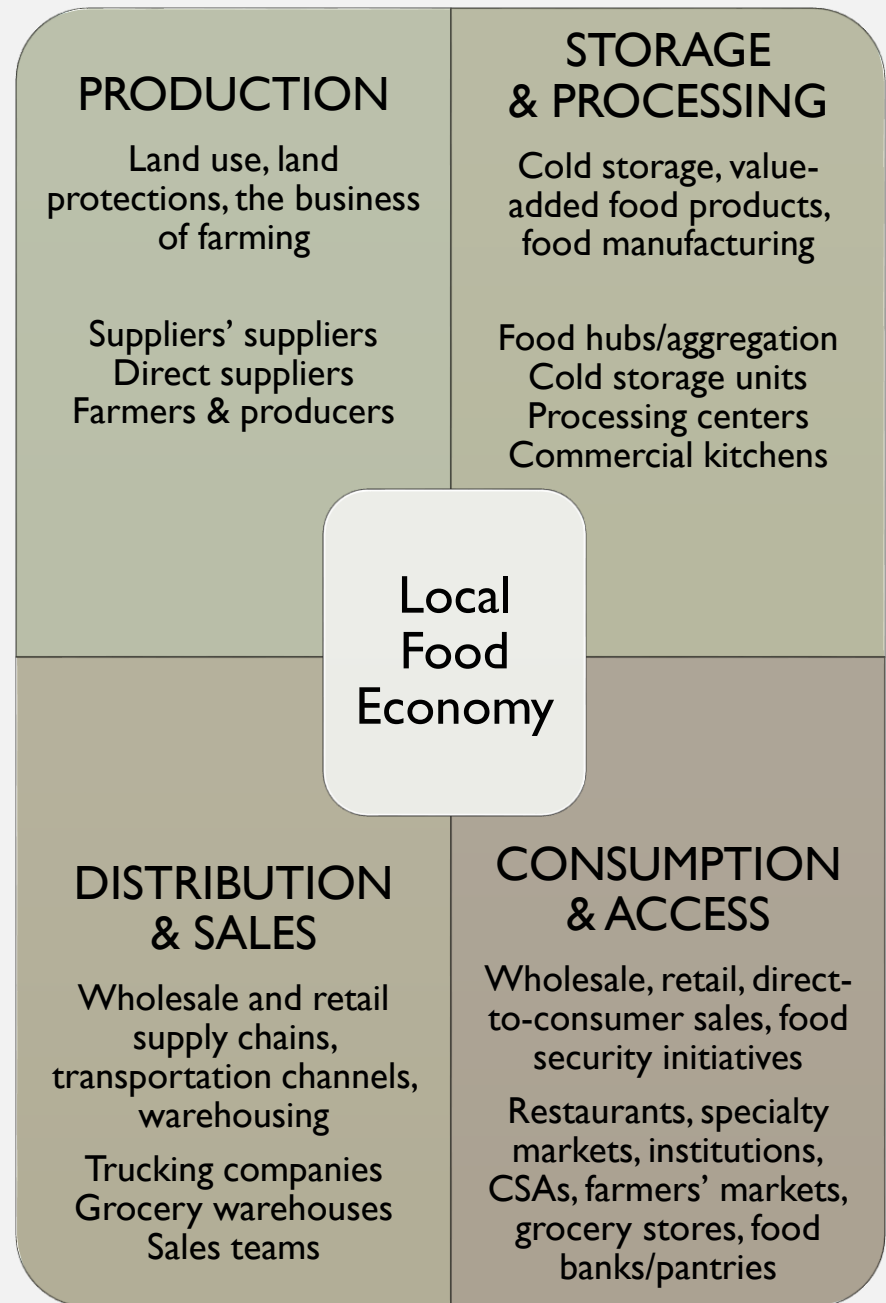 PRODUCTION
Land use, land
protections, the business
of farming
Suppliers’ suppliers
Direct suppliers
Farmers & producers
STORAGE
& PROCESSING
Cold storage, value-
added food products,
food manufacturing
Food hubs/aggregation
Cold storage units
Processing centers
Commercial kitchens
Local
Food
Economy
DISTRIBUTION
& SALES
Wholesale and retail
supply chains,
transportation channels,
warehousing
Trucking companies
Grocery warehouses
Sales teams
CONSUMPTION
& ACCESS
Wholesale, retail, direct-
to-consumer sales, food
security initiatives
Restaurants, specialty
markets, institutions,
CSAs, farmers’ markets,
grocery stores, food
banks/pantries